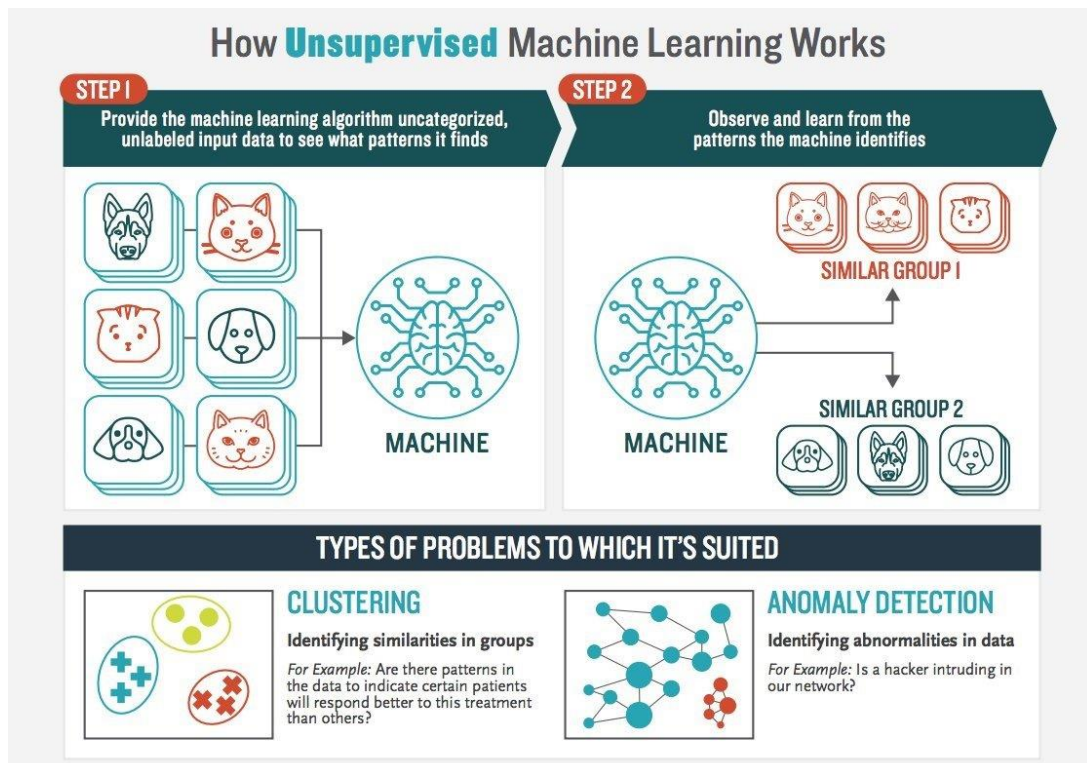 How Unsupervised Machine Learning Works
STEP 1
Provide the machine learning algorithm uncategorized,
unlabeled input data to see what patterns it finds
STEP 2
Observe and learn from the
patterns the machine identifies
MACHINE
MACHINE
SIMILAR GROUP 1
SIMILAR GROUP 2
TYPES OF PROBLEMS TO WHICH IT'S SUITED
CLUSTERING
Identifying similarities in groups
For Example: Are there patterns in
the data to indicate certain patients
will respond better to this treatment
than others?
ANOMALY DETECTION
Identifying abnormalities in data
For Example: Is a hacker intruding in
our network?